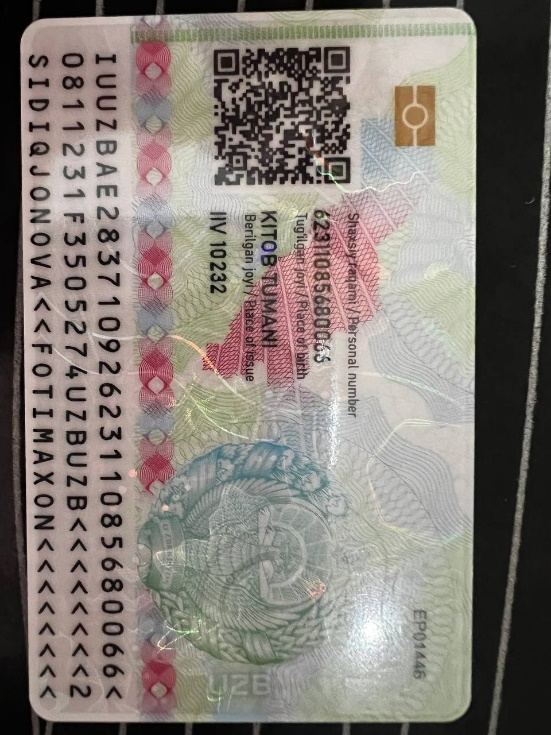 EP01446
Shaxsiy raqami / Personal number
62311085680066
Tug'ilgan joyi / Place of birth
KITOB TUMANI
Berilgan joyi / Place of issue
IIV 10232
UZB
IUUZBAE2837109262311085680066<
0811231F3505274UZBUZB<<<<<<<<2
SIDIQJONOVA<<FOTIMAXON<<<<<<<<